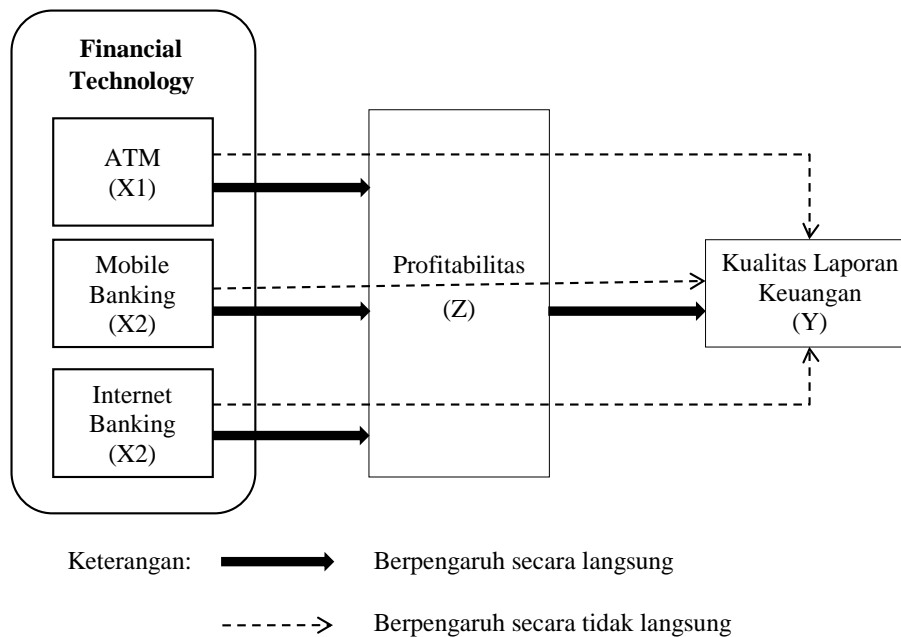 Financial
Technology
ATM
(X1)
Mobile
Banking
(X2)
Internet
Banking
(X2)
Profitabilitas
(Z)
Kualitas Laporan
Keuangan
(Y)
Keterangan:
Berpengaruh secara langsung
Berpengaruh secara tidak langsung